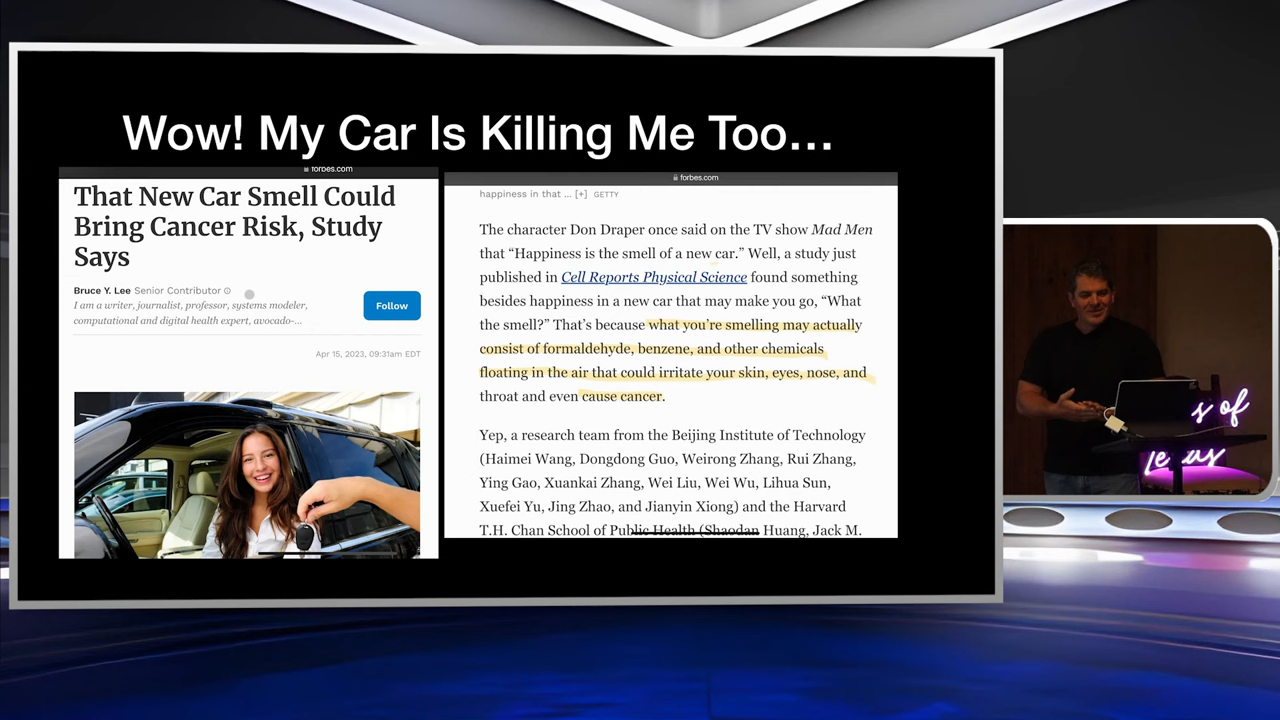 Wow! My Car Is Killing Me Too...
forbes.com
That New Car Smell Could
Bring Cancer Risk, Study
Says
Bruce Y. Lee Senior Contributor
I am a writer, journalist, professor, systems modeler,
computational and digital health expert, avocado-...
Follow
Apr 15, 2023, 09:31am EDT
forbes.com
happiness in that ... [+] GETTY
The character Don Draper once said on the TV show Mad Men
that “Happiness is the smell of a new car.” Well, a study just
published in Cell Reports Physical Science found something
besides happiness in a new car that may make you go, “What
the smell?” That’s because what you’re smelling may actually
consist of formaldehyde, benzene, and other chemicals
floating in the air that could irritate your skin, eyes, nose, and
throat and even cause cancer.
Yep, a research team from the Beijing Institute of Technology
(Haimei Wang, Dongdong Guo, Weirong Zhang, Rui Zhang,
Ying Gao, Xuankai Zhang, Wei Liu, Wei Wu, Lihua Sun,
Xuefei Yu, Jing Zhao, and Jianyin Xiong) and the Harvard
T.H. Chan School of Public Health (Shaodan Huang, Jack M.
of